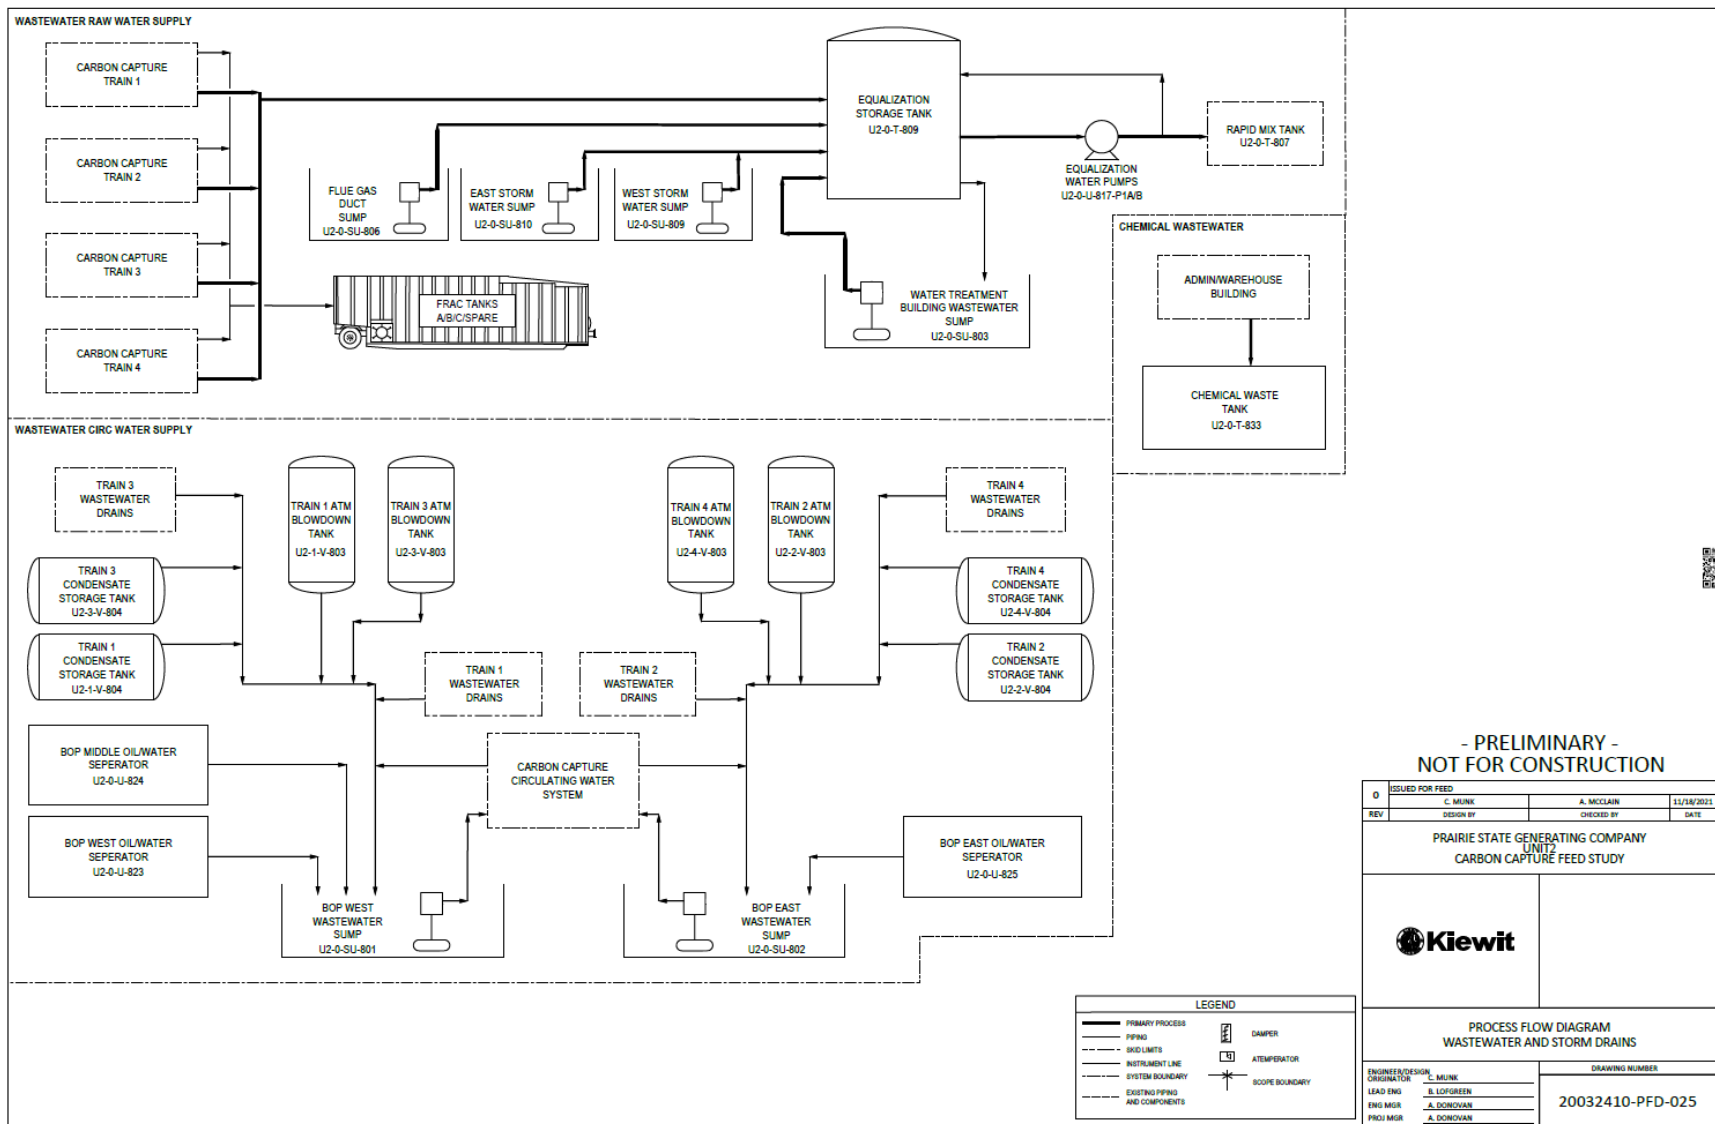 WASTEWATER RAW WATER SUPPLY
CARBON CAPTURE
TRAIN 1
CARBON CAPTURE
TRAIN 2
CARBON CAPTURE
TRAIN 3
CARBON CAPTURE
TRAIN 4
FLUE GAS
DUCT
SUMP
U2-0-SU-806
EAST STORM
WATER SUMP
U2-0-SU-810
WEST STORM
WATER SUMP
U2-0-SU-809
FRAC TANKS
A/B/C/SPARE
EQUALIZATION
STORAGE TANK
U2-0-T-809
EQUALIZATION
WATER PUMPS
U2-0-U-817-P1A/B
RAPID MIX TANK
U2-0-T-807
WATER TREATMENT
BUILDING WASTEWATER
SUMP
U2-0-SU-803
CHEMICAL WASTEWATER
ADMIN/WAREHOUSE
BUILDING
CHEMICAL WASTE
TANK
U2-0-T-833
WASTEWATER CIRC WATER SUPPLY
TRAIN 3
WASTEWATER
DRAINS
TRAIN 1 ATM
BLOWDOWN
TANK
U2-1-V-803
TRAIN 3 ATM
BLOWDOWN
TANK
U2-3-V-803
TRAIN 4 ATM
BLOWDOWN
TANK
U2-4-V-803
TRAIN 2 ATM
BLOWDOWN
TANK
U2-2-V-803
TRAIN 4
WASTEWATER
DRAINS
TRAIN 3
CONDENSATE
STORAGE TANK
U2-3-V-804
TRAIN 1
CONDENSATE
STORAGE TANK
U2-1-V-804
TRAIN 4
CONDENSATE
STORAGE TANK
U2-4-V-804
TRAIN 2
CONDENSATE
STORAGE TANK
U2-2-V-804
TRAIN 1
WASTEWATER
DRAINS
TRAIN 2
WASTEWATER
DRAINS
BOP MIDDLE OIL/WATER
SEPERATOR
U2-0-U-824
CARBON CAPTURE
CIRCULATING WATER
SYSTEM
BOP WEST OIL/WATER
SEPERATOR
U2-0-U-823
BOP EAST OIL/WATER
SEPERATOR
U2-0-U-825
BOP WEST
WASTEWATER
SUMP
U2-0-SU-801
BOP EAST
WASTEWATER
SUMP
U2-0-SU-802
LEGEND
PRIMARY PROCESS
PIPING
SKID LIMITS
INSTRUMENT LINE
SYSTEM BOUNDARY
EXISTING PIPING
AND COMPONENTS
DAMPER
ATEMPERATOR
SCOPE BOUNDARY
- PRELIMINARY -
NOT FOR CONSTRUCTION
0 ISSUED FOR FEED
C. MUNK A. MCCLAIN 11/18/2021
REV DESIGN BY CHECKED BY DATE
PRAIRIE STATE GENERATING COMPANY
UNIT2
CARBON CAPTURE FEED STUDY
Kiewit
PROCESS FLOW DIAGRAM
WASTEWATER AND STORM DRAINS
ENGINEER/DESIGN
ORIGINATOR C. MUNK
LEAD ENG B. LOFGREEN
ENG MGR A. DONOVAN
PROJ MGR A. DONOVAN
DRAWING NUMBER
20032410-PFD-025